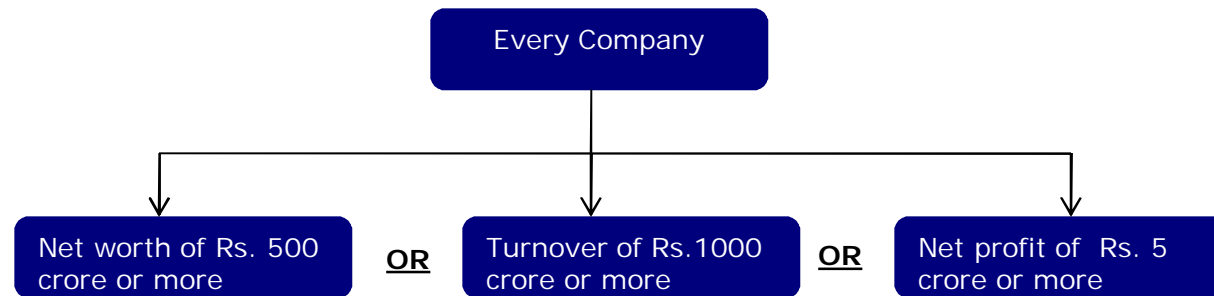 Every Company
Net worth of Rs. 500
crore or more
OR
Turnover of Rs.1000
crore or more
OR
Net profit of  Rs. 5
crore or more